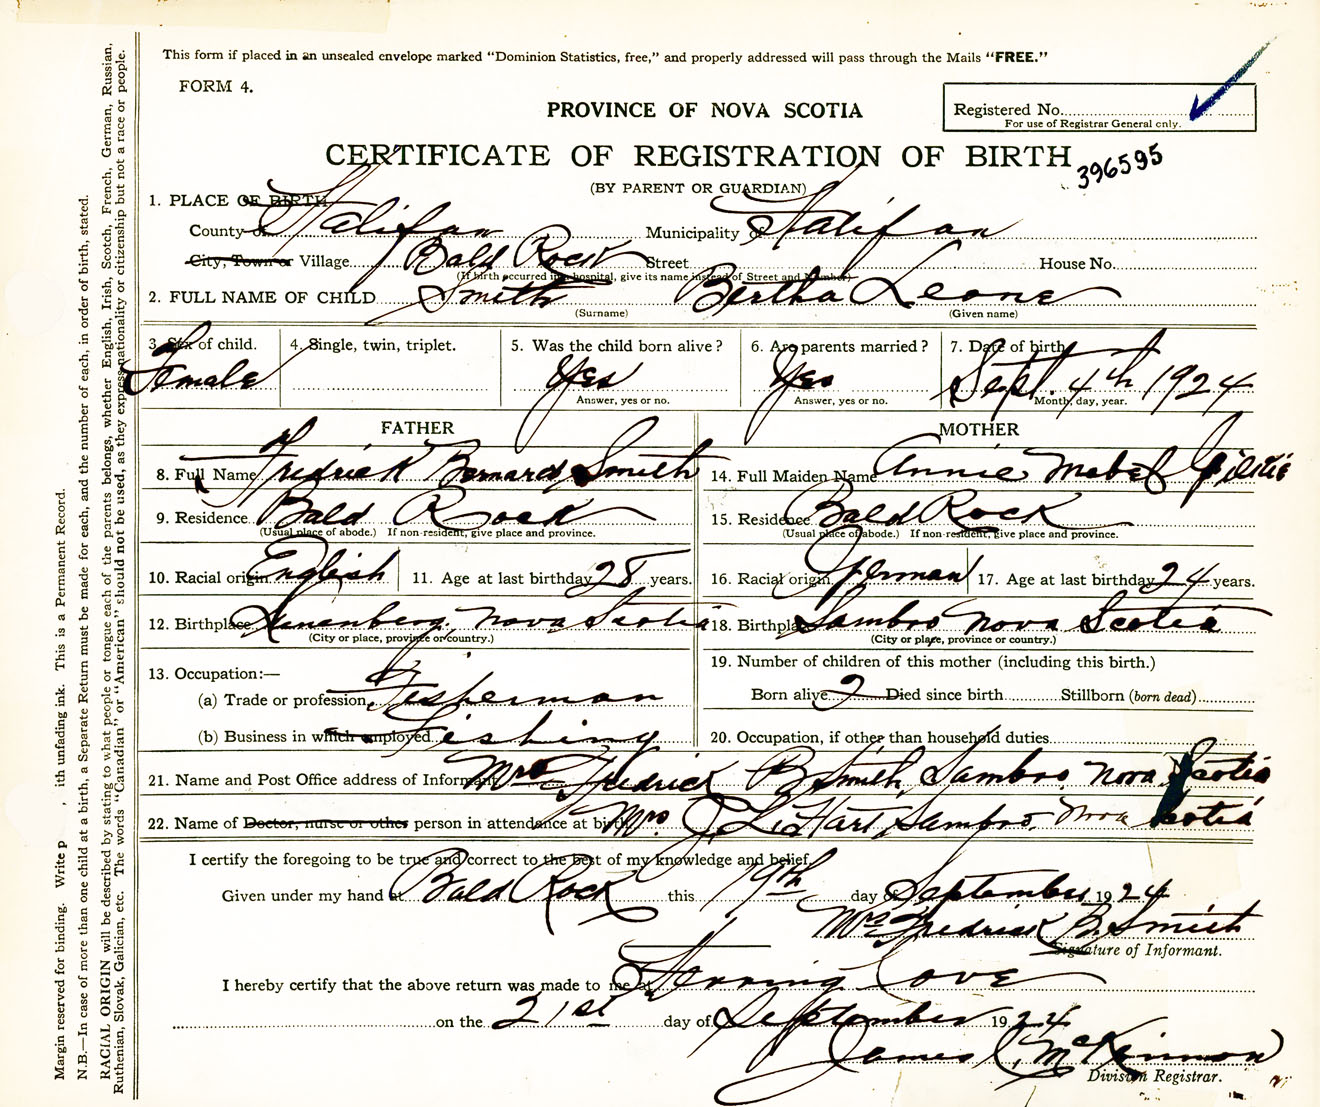 This form if placed in an unsealed envelope marked "Dominion Statistics, free," and properly addressed will pass through the Mails "FREE."
FORM 4.
PROVINCE OF NOVA SCOTIA
Registered No.
For use of Registrar General only.
CERTIFICATE OF REGISTRATION OF BIRTH
396595
(BY PARENT OR GUARDIAN)
1. PLACE OF BIRTH
County of Halifax Municipality of Halifax
City, Town or Village Bald Rock Street House No.
(If birth occurred in a hospital, give its name instead of Street and Number)
2. FULL NAME OF CHILD Smith Bertha Leone
(Surname) (Given name)
3. Sex of child. 4. Single, twin, triplet. 5. Was the child born alive? 6. Are parents married? 7. Date of birth
Female Yes Yes Sept. 4th 1924
Answer, yes or no. Answer, yes or no. Month, day, year.
FATHER MOTHER
8. Full Name Fredrick Bernard Smith 14. Full Maiden Name Annie Mabel
9. Residence Bald Rock 15. Residence Bald Rock
(Usual place of abode.) If non-resident, give place and province. (Usual place of abode.) If non-resident, give place and province.
10. Racial origin English 11. Age at last birthday 28 years. 16. Racial origin German 17. Age at last birthday 24 years.
12. Birthplace Lunenberg, Nova Scotia 18. Birthplace Sambro Nova Scotia
(City or place, province or country.) (City or place, province or country.)
13. Occupation:— 19. Number of children of this mother (including this birth.)
(a) Trade or profession Fisherman Born alive 2 Died since birth Stillborn (born dead)
(b) Business in which employed Fishing 20. Occupation, if other than household duties
21. Name and Post Office address of Informant Mrs Fredrick B Smith, Sambro, Nova Scotia
22. Name of Doctor, nurse or other person in attendance at birth Mrs. Hart, Sambro, Nova Scotia
I certify the foregoing to be true and correct to the best of my knowledge and belief.
Given under my hand at Bald Rock this 19th day of September 1924
Mrs Fredrick B. Smith
Signature of Informant.
I hereby certify that the above return was made to me at Herring Cove
on the 21st day of September 1924
James McKinnon
Division Registrar.
Margin reserved for binding. Write ith unfading ink. This is a Permanent Record.
N.B.—In case of more than one child at a birth, a Separate Return must be made for each, and the number of each, in order of birth, stated.
RACIAL ORIGIN will be described by stating to what people or tongue each of the parents belongs, whether English, Irish, Scotch, French, German, Russian,
Ruthenian, Slovak, Galician, etc. The words "Canadian" or "American" should not be used, as they express nationality or citizenship but not a race or people.